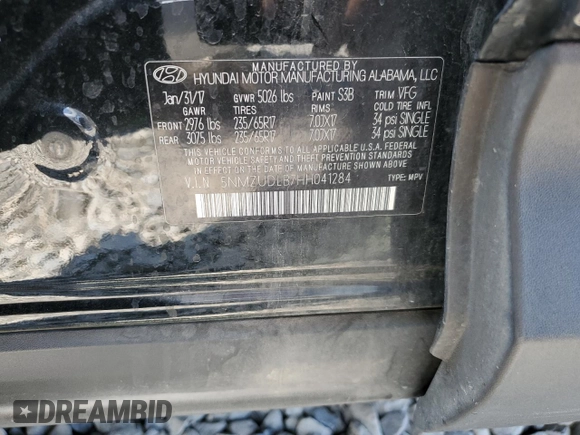 MANUFACTURED BY
HYUNDAI MOTOR MANUFACTURING ALABAMA, LLC
Jan/31/17 GVWR 5026 lbs PAINT S3B TRIM VFG
GAWR TIRES RIMS COLD TIRE INFL
FRONT 2976 lbs 235/65R17 7.0JX17 34 psi SINGLE
REAR 3075 lbs 235/65R17 7.0JX17 34 psi SINGLE
THIS VEHICLE CONFORMS TO ALL APPLICABLE U.S.A. FEDERAL
MOTOR VEHICLE SAFETY AND THEFT PREVENTION STANDARDS
IN EFFECT ON THE DATE OF MANUFACTURE SHOWN ABOVE.
V.I.N. 5NMZUDLB7HH041284 TYPE: MPV
DREAMBID